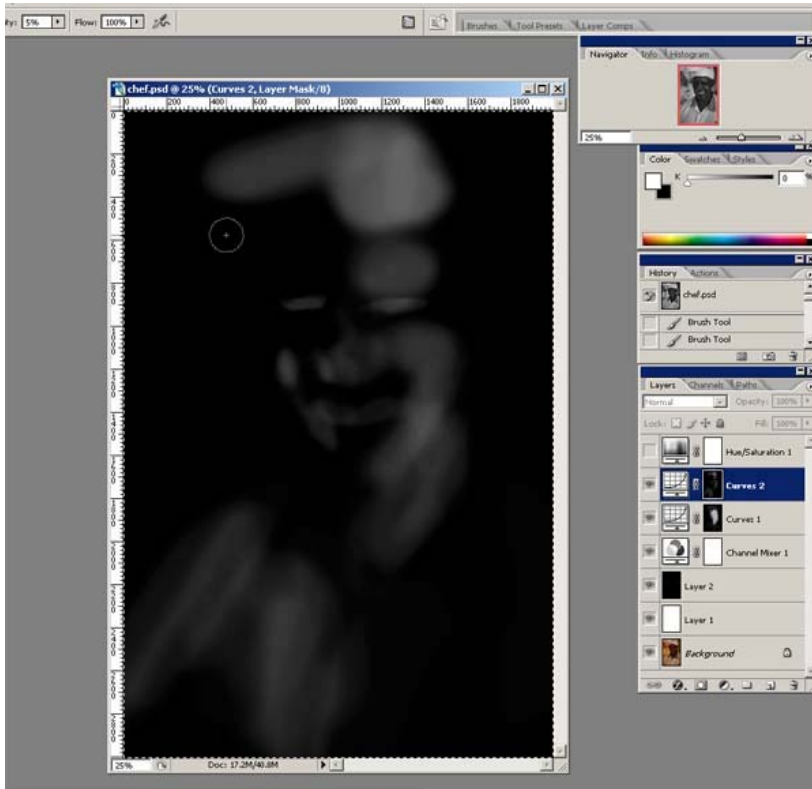 ty: 5% Flow: 100%
Brushes Tool Presets Layer Comps
Navigator Info Histogram
25%
chef.psd @ 25% (Curves 2, Layer Mask/8)
0 200 400 600 800 1000 1200 1400 1600 1800
Color Swatches Styles
K 0 %
History Actions
chef.psd
Brush Tool
Brush Tool
Layers Channels Paths
Normal Opacity: 100%
Lock: Fill: 100%
Hue/Saturation 1
Curves 2
Curves 1
Channel Mixer 1
Layer 2
Layer 1
Background
25% Doc: 17.2M/40.8M